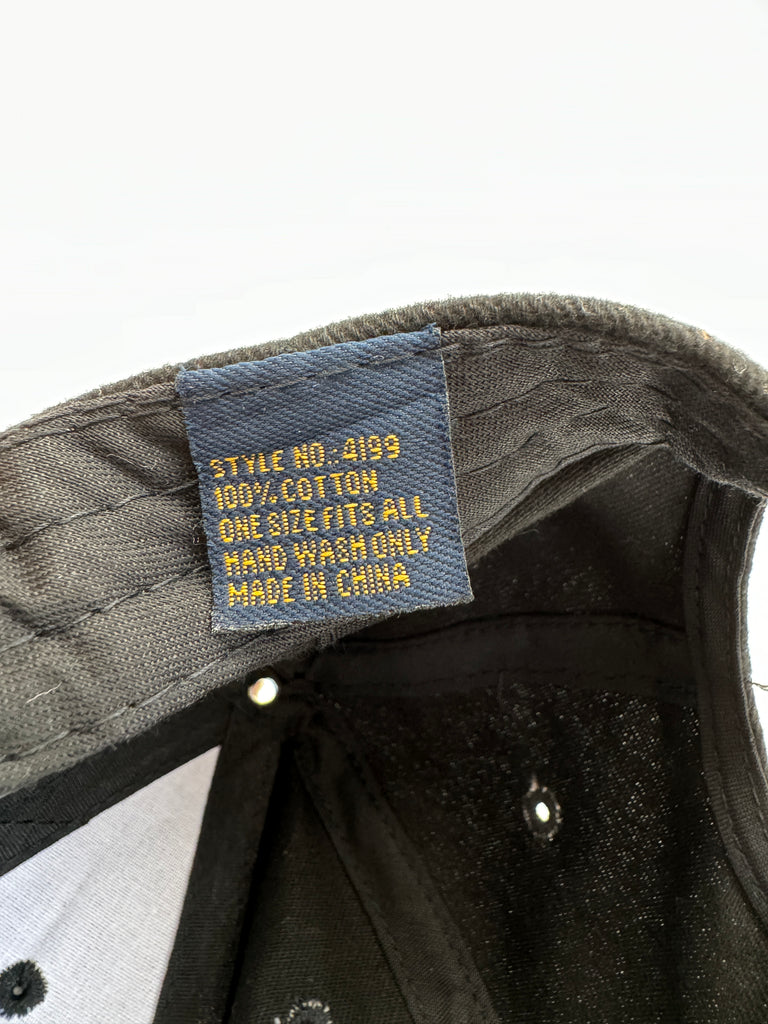 STYLE NO.: 4199
100% COTTON
ONE SIZE FITS ALL
HAND WASH ONLY
MADE IN CHINA